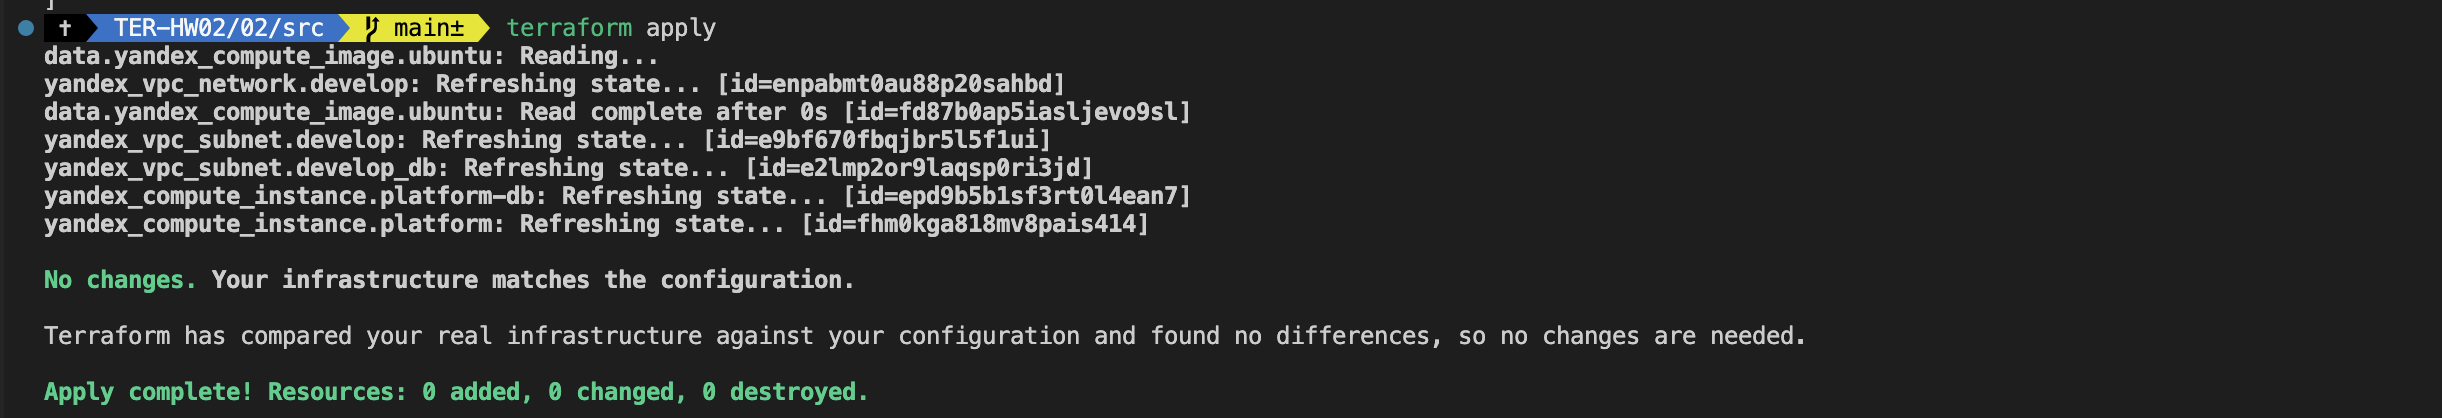 ]
✝ TER-HW02/02/src main± terraform apply
data.yandex_compute_image.ubuntu: Reading...
yandex_vpc_network.develop: Refreshing state... [id=enpabmt0au88p20sahbd]
data.yandex_compute_image.ubuntu: Read complete after 0s [id=fd87b0ap5iasljevo9sl]
yandex_vpc_subnet.develop: Refreshing state... [id=e9bf670fbqjbr5l5f1ui]
yandex_vpc_subnet.develop_db: Refreshing state... [id=e2lmp2or9laqsp0ri3jd]
yandex_compute_instance.platform-db: Refreshing state... [id=epd9b5b1sf3rt0l4ean7]
yandex_compute_instance.platform: Refreshing state... [id=fhm0kga818mv8pais414]
No changes. Your infrastructure matches the configuration.
Terraform has compared your real infrastructure against your configuration and found no differences, so no changes are needed.
Apply complete! Resources: 0 added, 0 changed, 0 destroyed.